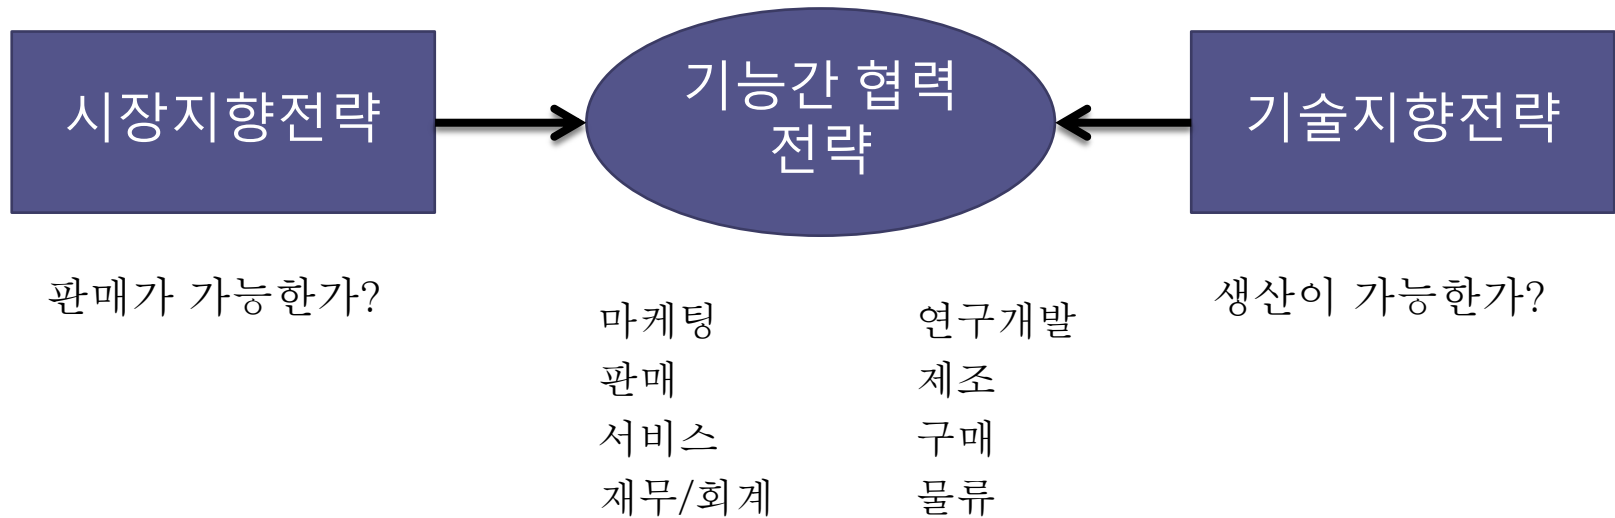 시장지향전략
기능간 협력
전략
기술지향전략
판매가 가능한가?
생산이 가능한가?
마케팅 연구개발
판매 제조
서비스 구매
재무/회계 물류